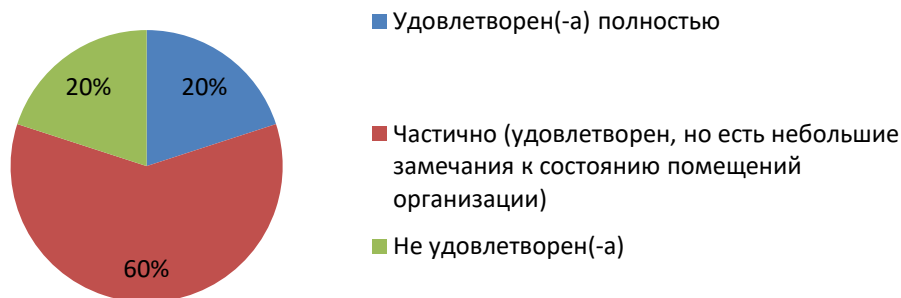 Удовлетворен(-а) полностью
20%
20%
Частично (удовлетворен, но есть небольшие
замечания к состоянию помещений
организации)
Не удовлетворен(-а)
60%